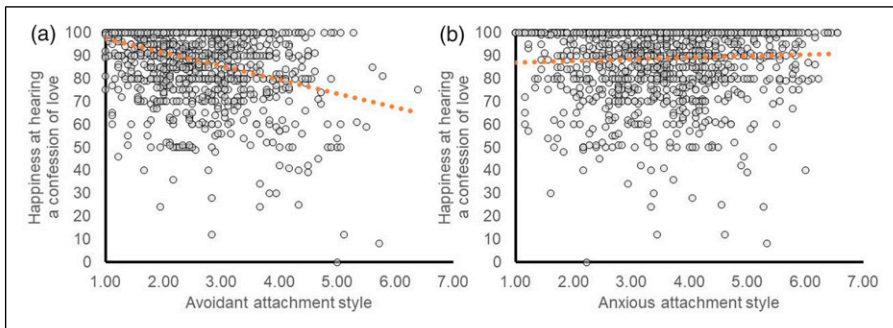 (a)
Happiness at hearing
a confession of love
100
90
80
70
60
50
40
30
20
10
0
1.00 2.00 3.00 4.00 5.00 6.00 7.00
Avoidant attachment style
(b)
Happiness at hearing
a confession of love
100
90
80
70
60
50
40
30
20
10
0
1.00 2.00 3.00 4.00 5.00 6.00 7.00
Anxious attachment style